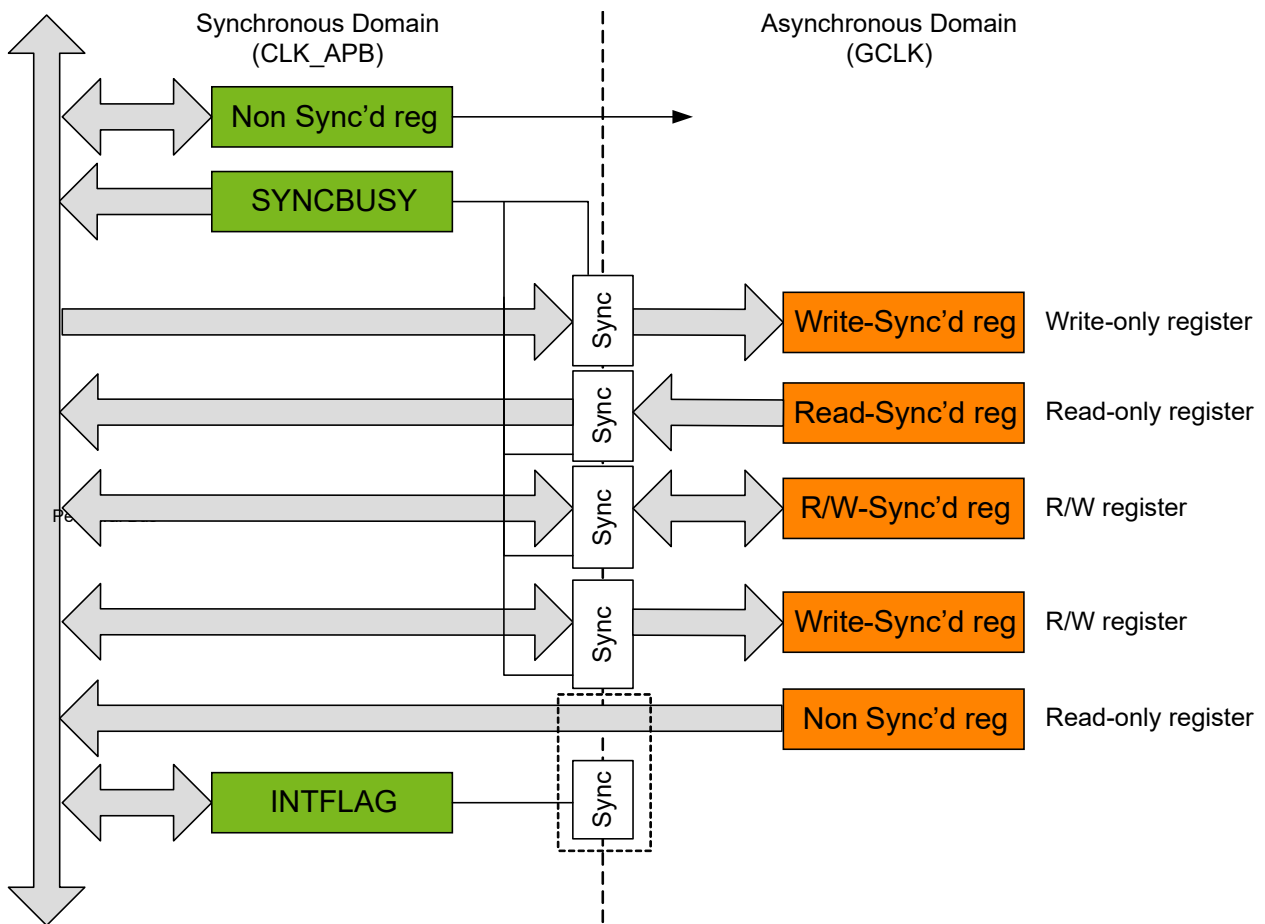 Synchronous Domain
(CLK_APB)
Asynchronous Domain
(GCLK)
Non Sync’d reg
SYNCBUSY
Sync
Write-Sync’d reg
Write-only register
Sync
Read-Sync’d reg
Read-only register
Sync
R/W-Sync’d reg
R/W register
Sync
Write-Sync’d reg
R/W register
Non Sync’d reg
Read-only register
INTFLAG
Sync